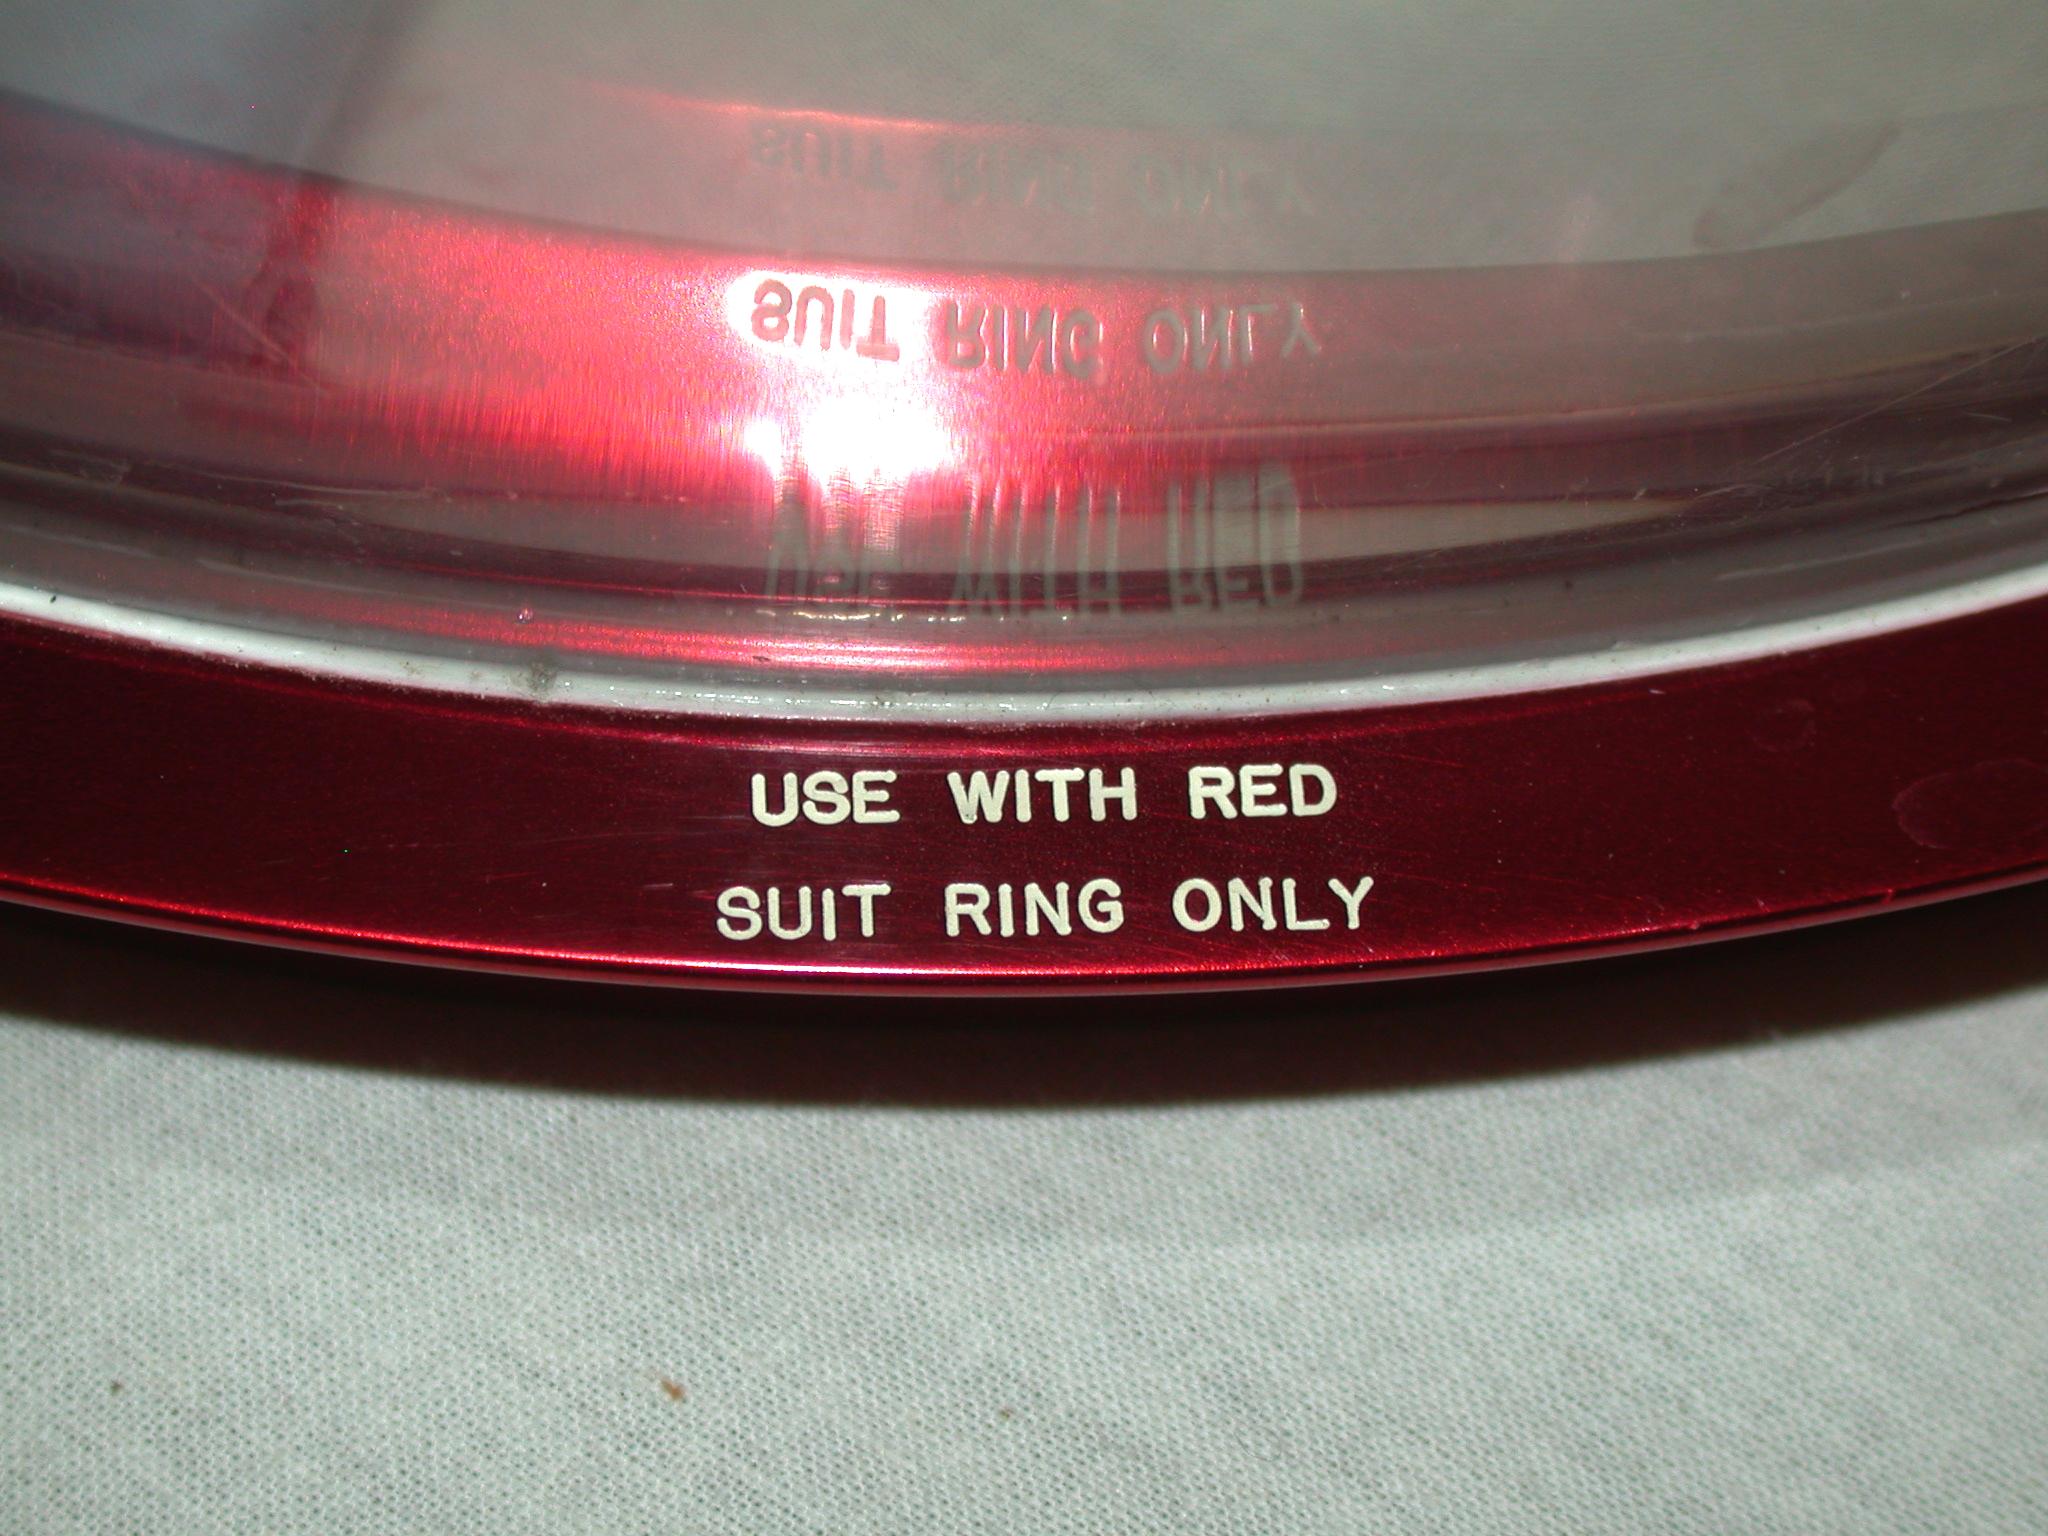 USE WITH RED
SUIT RING ONLY